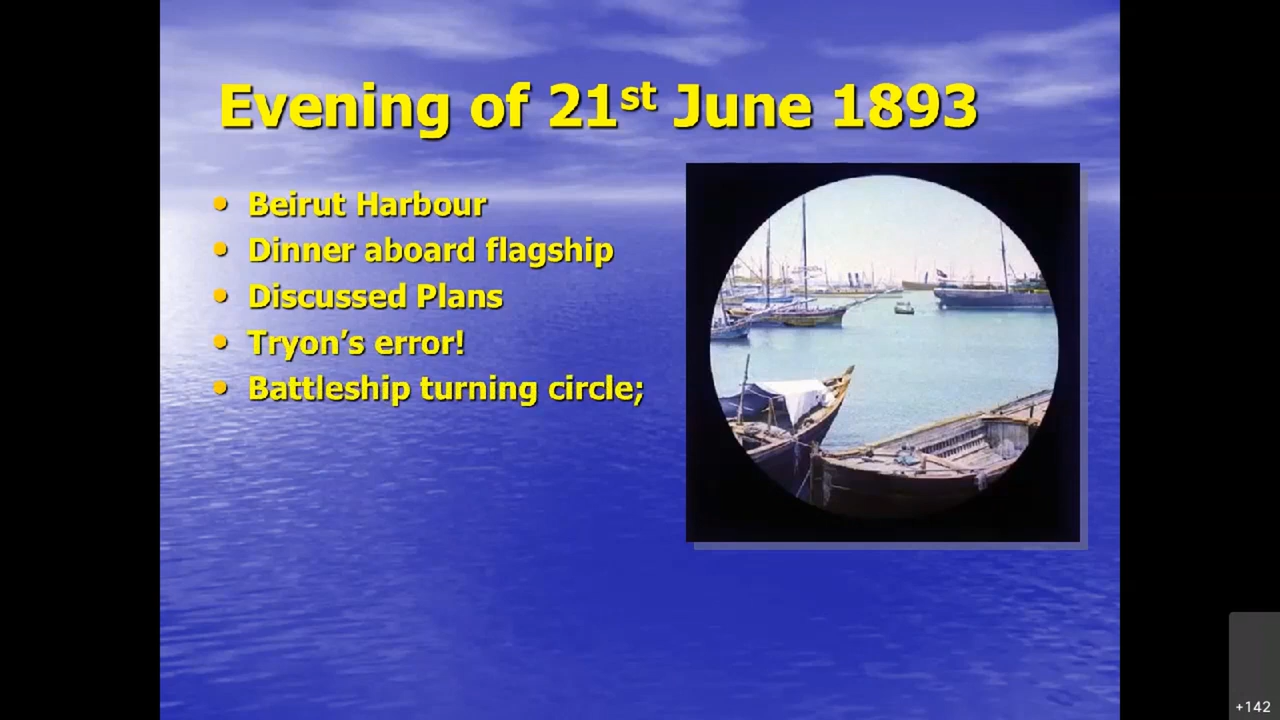 Evening of 21st June 1893
• Beirut Harbour
• Dinner aboard flagship
• Discussed Plans
• Tryon’s error!
• Battleship turning circle;
+142